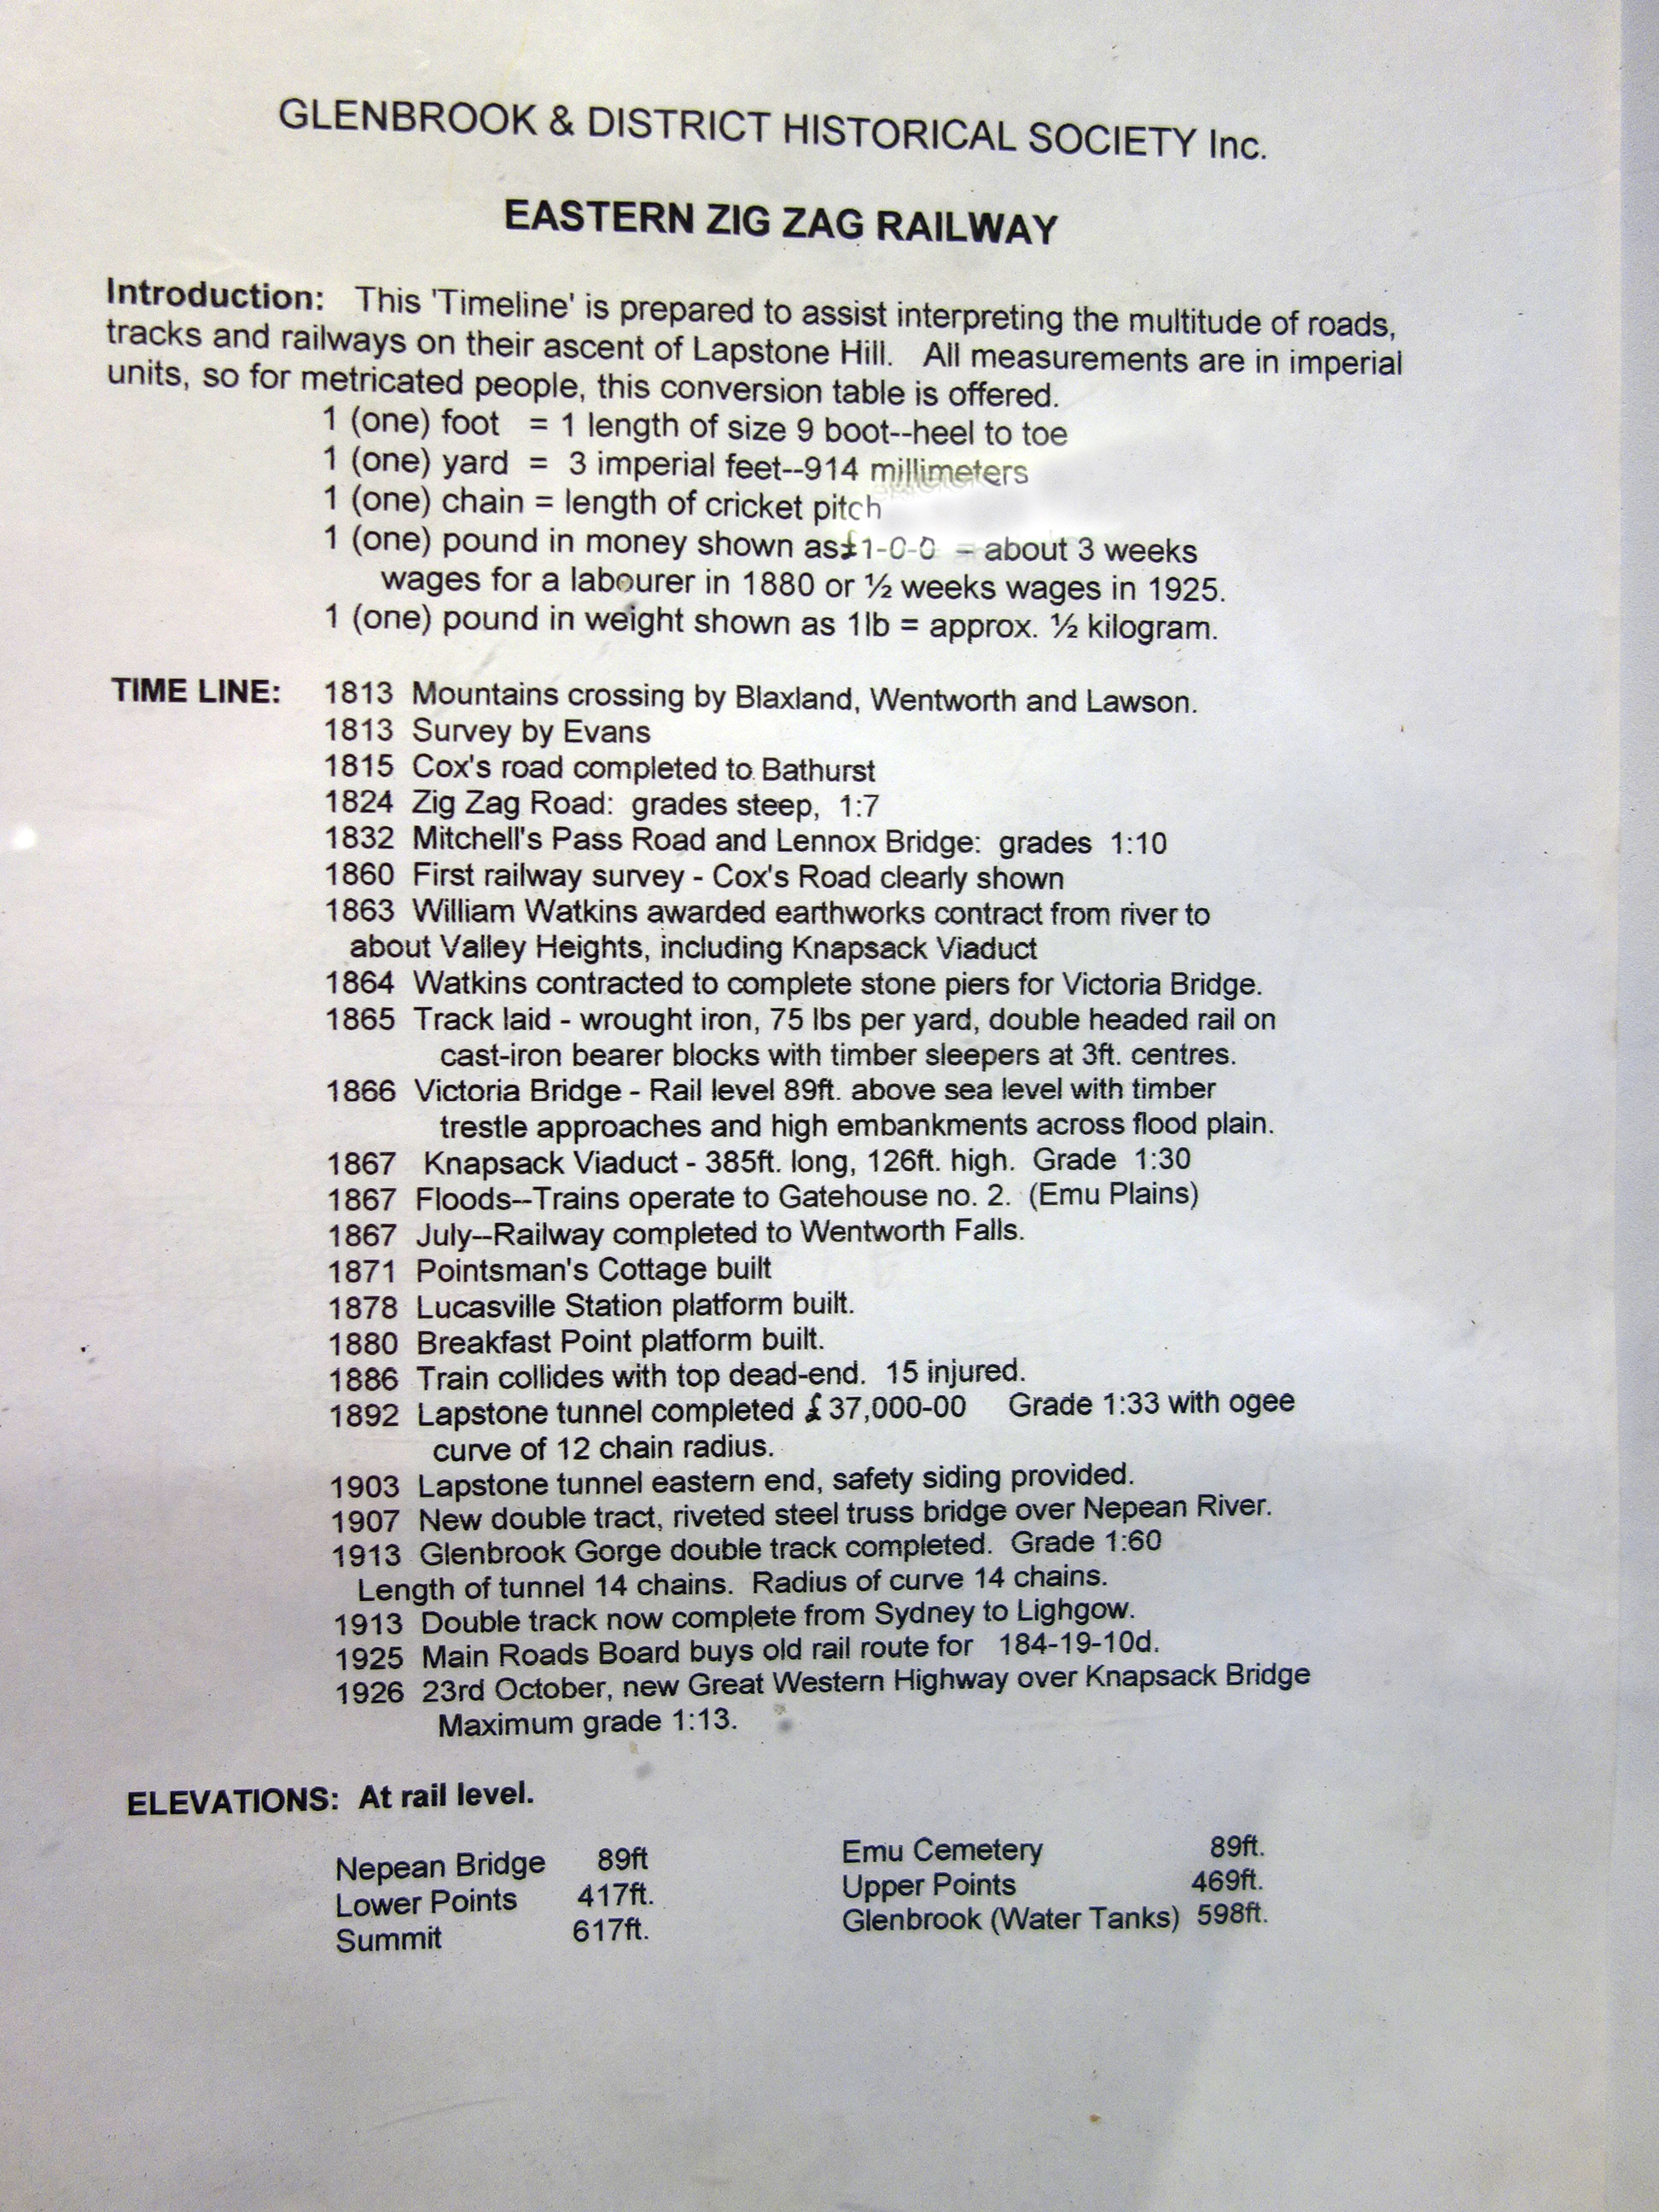 GLENBROOK & DISTRICT HISTORICAL SOCIETY Inc.
EASTERN ZIG ZAG RAILWAY
Introduction: This 'Timeline' is prepared to assist interpreting the multitude of roads,
tracks and railways on their ascent of Lapstone Hill. All measurements are in imperial
units, so for metricated people, this conversion table is offered.
1 (one) foot = 1 length of size 9 boot--heel to toe
1 (one) yard = 3 imperial feet--914 millimeters
1 (one) chain = length of cricket pitch
1 (one) pound in money shown as £1-0-0 = about 3 weeks
wages for a labourer in 1880 or ½ weeks wages in 1925.
1 (one) pound in weight shown as 1lb = approx. ½ kilogram.
TIME LINE: 1813 Mountains crossing by Blaxland, Wentworth and Lawson.
1813 Survey by Evans
1815 Cox's road completed to Bathurst
1824 Zig Zag Road: grades steep, 1:7
1832 Mitchell's Pass Road and Lennox Bridge: grades 1:10
1860 First railway survey - Cox's Road clearly shown
1863 William Watkins awarded earthworks contract from river to
about Valley Heights, including Knapsack Viaduct
1864 Watkins contracted to complete stone piers for Victoria Bridge.
1865 Track laid - wrought iron, 75 lbs per yard, double headed rail on
cast-iron bearer blocks with timber sleepers at 3ft. centres.
1866 Victoria Bridge - Rail level 89ft. above sea level with timber
trestle approaches and high embankments across flood plain.
1867 Knapsack Viaduct - 385ft. long, 126ft. high. Grade 1:30
1867 Floods--Trains operate to Gatehouse no. 2. (Emu Plains)
1867 July--Railway completed to Wentworth Falls.
1871 Pointsman's Cottage built
1878 Lucasville Station platform built.
1880 Breakfast Point platform built.
1886 Train collides with top dead-end. 15 injured.
1892 Lapstone tunnel completed £37,000-00 Grade 1:33 with ogee
curve of 12 chain radius.
1903 Lapstone tunnel eastern end, safety siding provided.
1907 New double tract, riveted steel truss bridge over Nepean River.
1913 Glenbrook Gorge double track completed. Grade 1:60
Length of tunnel 14 chains. Radius of curve 14 chains.
1913 Double track now complete from Sydney to Lighgow.
1925 Main Roads Board buys old rail route for 184-19-10d.
1926 23rd October, new Great Western Highway over Knapsack Bridge
Maximum grade 1:13.
ELEVATIONS: At rail level.
Nepean Bridge 89ft Emu Cemetery 89ft.
Lower Points 417ft. Upper Points 469ft.
Summit 617ft. Glenbrook (Water Tanks) 598ft.